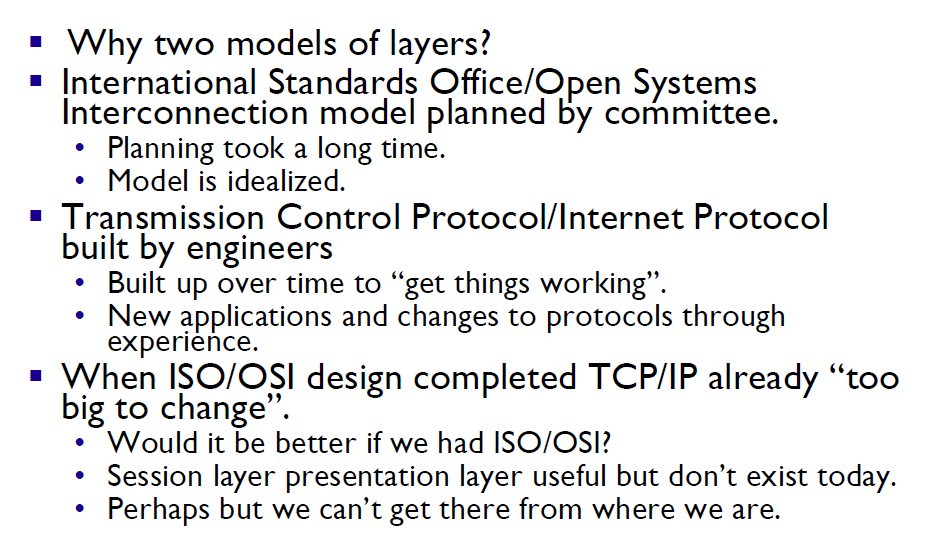 ▪ Why two models of layers?
▪ International Standards Office/Open Systems
Interconnection model planned by committee.
• Planning took a long time.
• Model is idealized.
▪ Transmission Control Protocol/Internet Protocol
built by engineers
• Built up over time to “get things working”.
• New applications and changes to protocols through
experience.
▪ When ISO/OSI design completed TCP/IP already “too
big to change”.
• Would it be better if we had ISO/OSI?
• Session layer presentation layer useful but don’t exist today.
• Perhaps but we can’t get there from where we are.